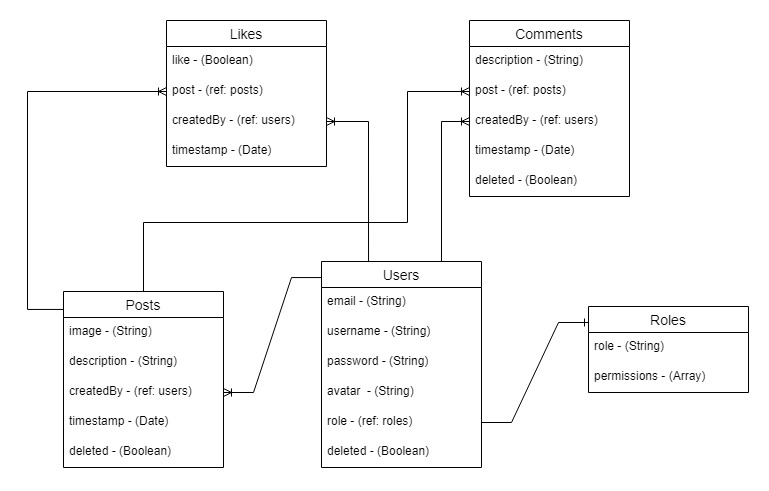 Likes
like - (Boolean)
post - (ref: posts)
createdBy - (ref: users)
timestamp - (Date)
Comments
description - (String)
post - (ref: posts)
createdBy - (ref: users)
timestamp - (Date)
deleted - (Boolean)
Posts
image - (String)
description - (String)
createdBy - (ref: users)
timestamp - (Date)
deleted - (Boolean)
Users
email - (String)
username - (String)
password - (String)
avatar - (String)
role - (ref: roles)
deleted - (Boolean)
Roles
role - (String)
permissions - (Array)